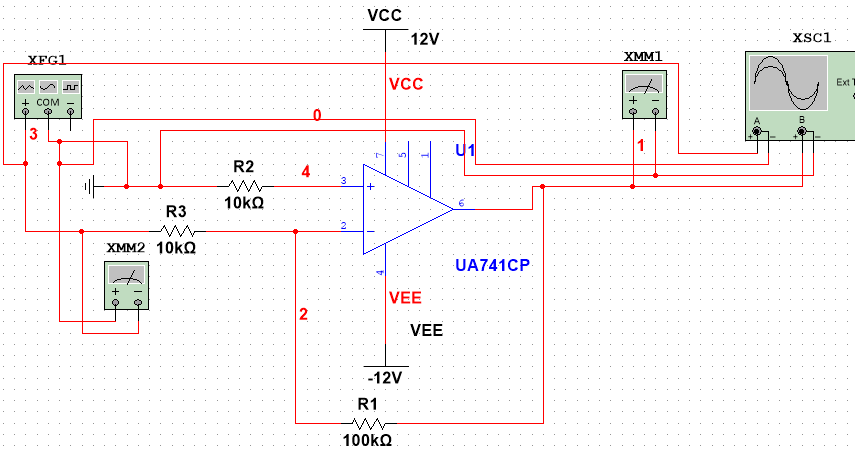 VCC
12V
XFG1
XMM1
XSC1
VCC
COM
+
-
+
-
A
B
+
-
+
-
Ext T
3
0
1
U1
7
5
1
R2
4
3
+
6
10kΩ
R3
2
-
10kΩ
XMM2
+
-
UA741CP
4
VEE
2
VEE
-12V
R1
100kΩ